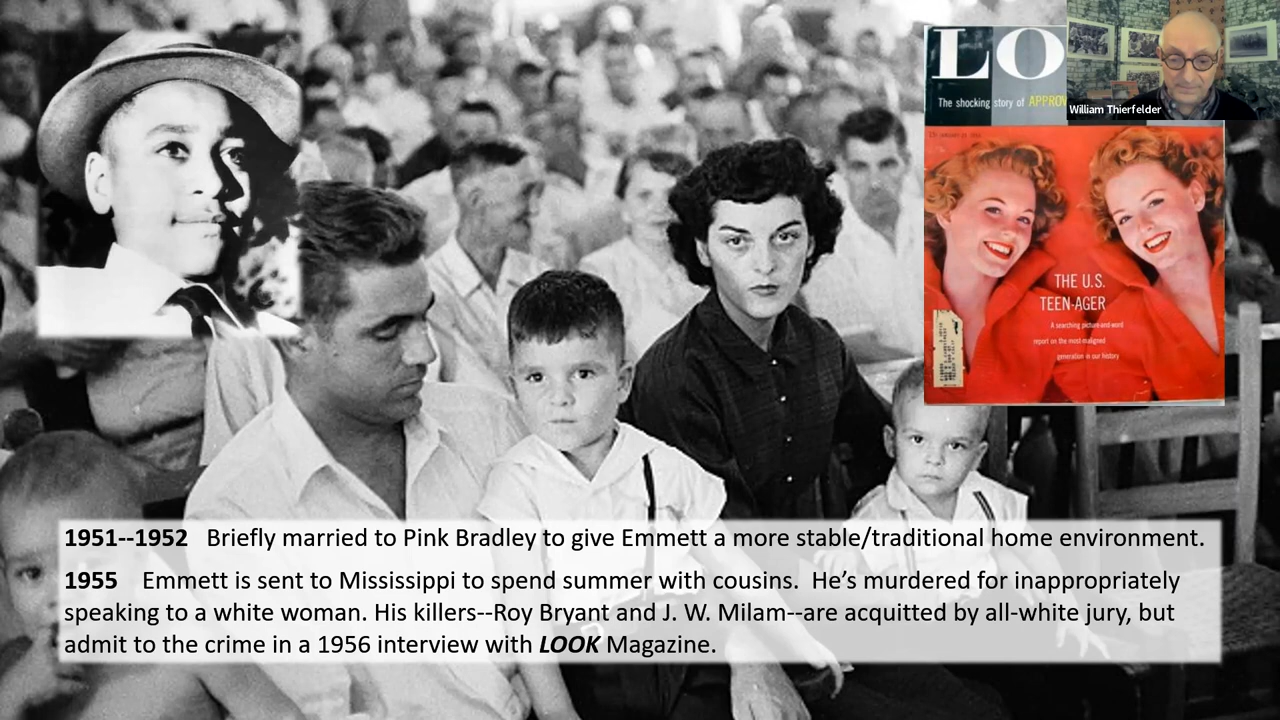 LO
The shocking story of APPROV
William Thierfelder
THE U.S.
TEEN-AGER
A searching picture-and-word
report on the most-maligned
generation in our history
1951--1952 Briefly married to Pink Bradley to give Emmett a more stable/traditional home environment.
1955 Emmett is sent to Mississippi to spend summer with cousins. He’s murdered for inappropriately
speaking to a white woman. His killers--Roy Bryant and J. W. Milam--are acquitted by all-white jury, but
admit to the crime in a 1956 interview with LOOK Magazine.